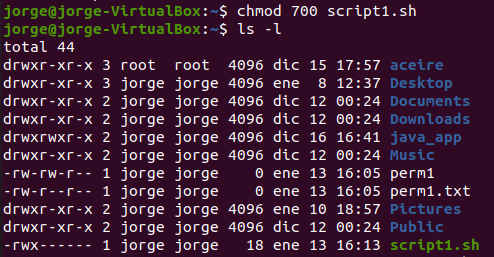 jorge@jorge-VirtualBox:~$ chmod 700 script1.sh
jorge@jorge-VirtualBox:~$ ls -l
total 44
drwxr-xr-x 3 root  root  4096 dic 15 17:57 aceire
drwxr-xr-x 3 jorge jorge 4096 ene  8 12:37 Desktop
drwxr-xr-x 2 jorge jorge 4096 dic 12 00:24 Documents
drwxr-xr-x 2 jorge jorge 4096 dic 12 00:24 Downloads
drwxrwxr-x 2 jorge jorge 4096 dic 16 16:41 java_app
drwxr-xr-x 2 jorge jorge 4096 dic 12 00:24 Music
-rw-rw-r-- 1 jorge jorge    0 ene 13 16:05 perm1
-rw-r--r-- 1 jorge jorge    0 ene 13 16:05 perm1.txt
drwxr-xr-x 2 jorge jorge 4096 ene 10 18:57 Pictures
drwxr-xr-x 2 jorge jorge 4096 dic 12 00:24 Public
-rwx------ 1 jorge jorge   18 ene 13 16:13 script1.sh